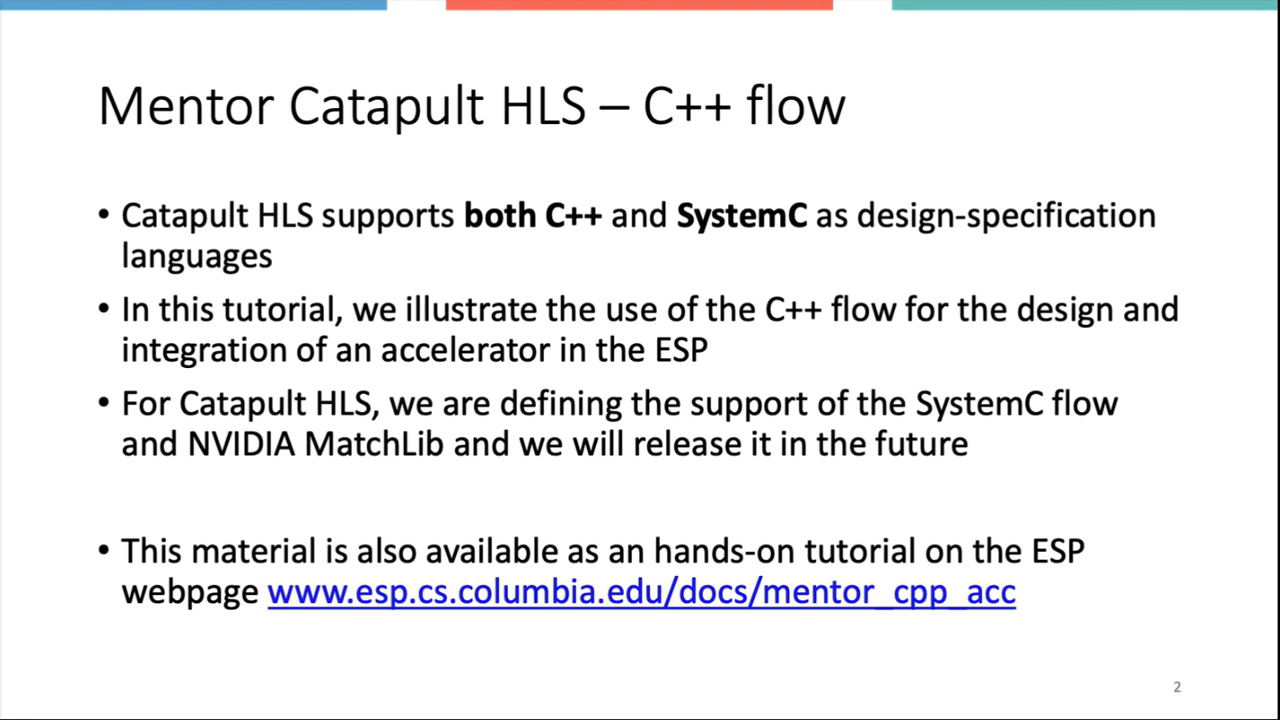 Mentor Catapult HLS – C++ flow
• Catapult HLS supports both C++ and SystemC as design-specification
languages
• In this tutorial, we illustrate the use of the C++ flow for the design and
integration of an accelerator in the ESP
• For Catapult HLS, we are defining the support of the SystemC flow
and NVIDIA MatchLib and we will release it in the future
• This material is also available as an hands-on tutorial on the ESP
webpage www.esp.cs.columbia.edu/docs/mentor_cpp_acc
2